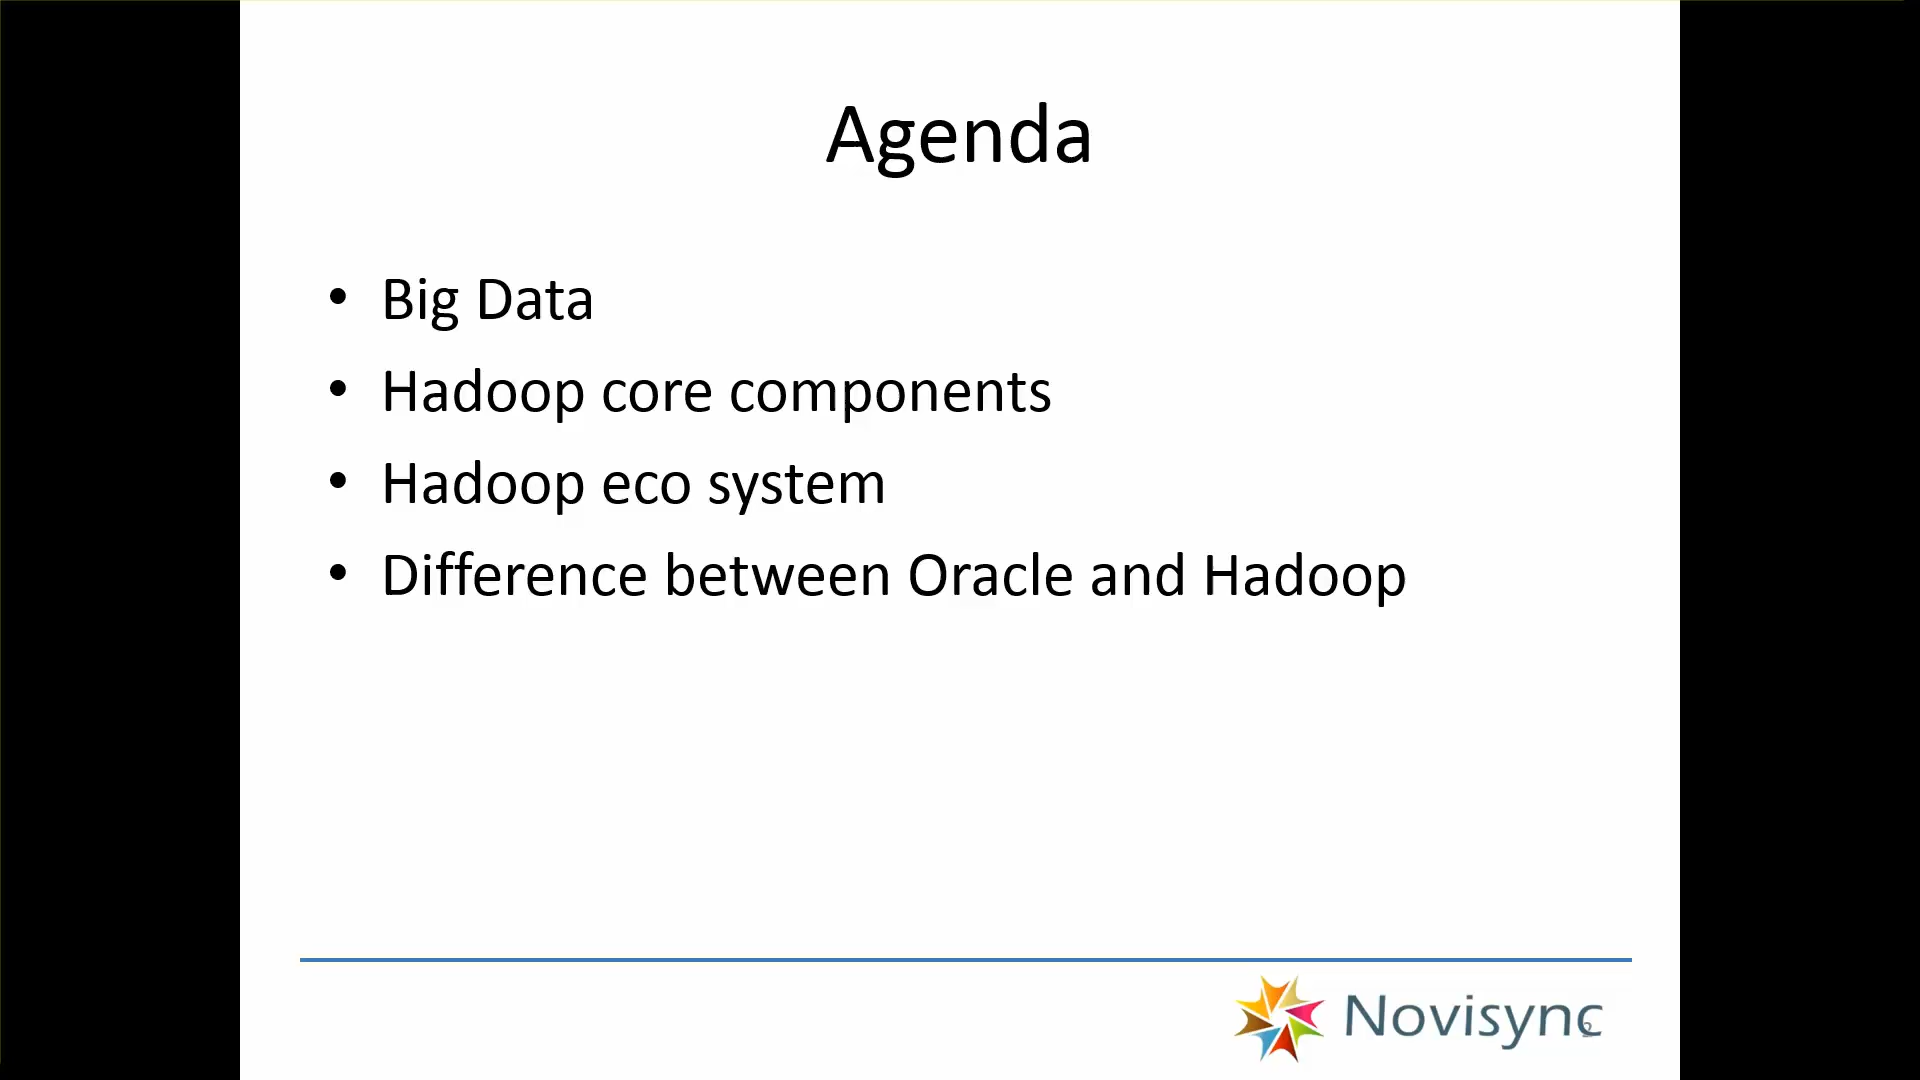 Agenda
• Big Data
• Hadoop core components
• Hadoop eco system
• Difference between Oracle and Hadoop
Novisync